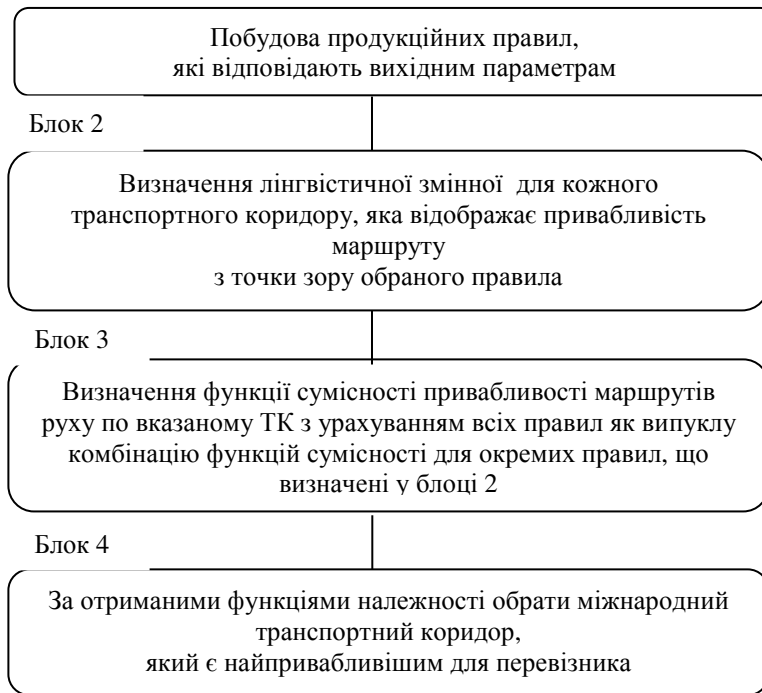 Побудова продукційних правил,
які відповідають вихідним параметрам
Блок 2
Визначення лінгвістичної змінної для кожного
транспортного коридору, яка відображає привабливість
маршруту
з точки зору обраного правила
Блок 3
Визначення функції сумісності привабливості маршрутів
руху по вказаному ТК з урахуванням всіх правил як випуклу
комбінацію функцій сумісності для окремих правил, що
визначені у блоці 2
Блок 4
За отриманими функціями належності обрати міжнародний
транспортний коридор,
який є найпривабливішим для перевізника